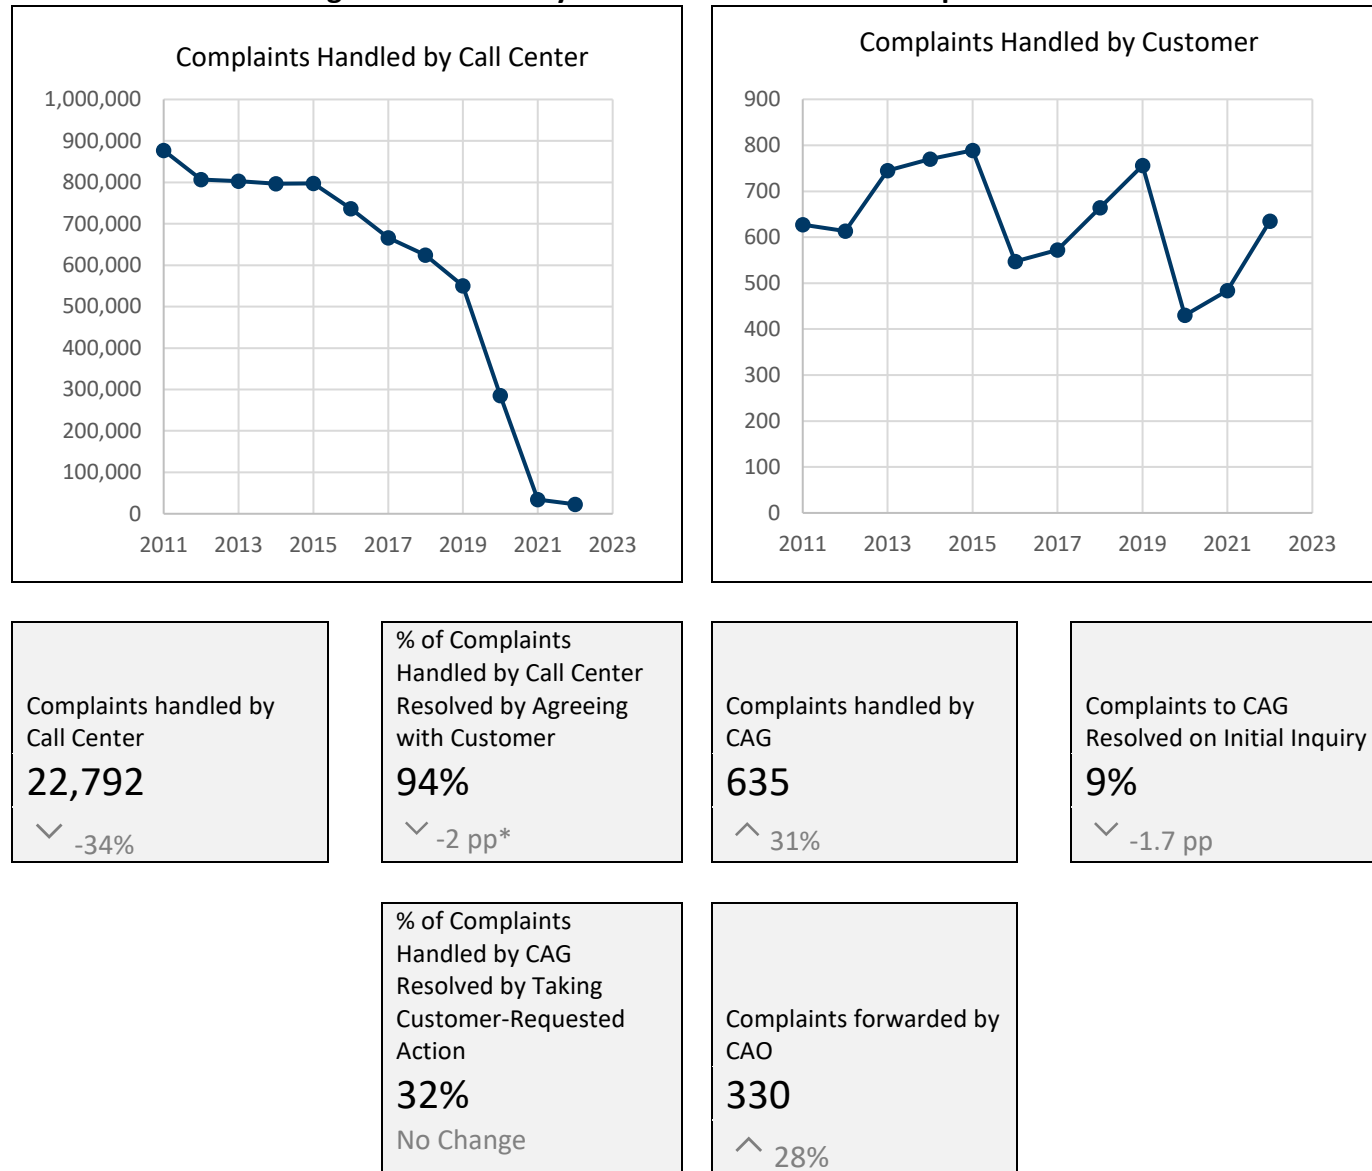 Complaints Handled by Call Center
1,000,000
900,000
800,000
700,000
600,000
500,000
400,000
300,000
200,000
100,000
0
2011 2013 2015 2017 2019 2021 2023
Complaints Handled by Customer
900
800
700
600
500
400
300
200
100
0
2011 2013 2015 2017 2019 2021 2023
Complaints handled by
Call Center
22,792
-34%
% of Complaints
Handled by Call Center
Resolved by Agreeing
with Customer
94%
-2 pp*
Complaints handled by
CAG
635
31%
Complaints to CAG
Resolved on Initial Inquiry
9%
-1.7 pp
% of Complaints
Handled by CAG
Resolved by Taking
Customer-Requested
Action
32%
No Change
Complaints forwarded by
CAO
330
28%